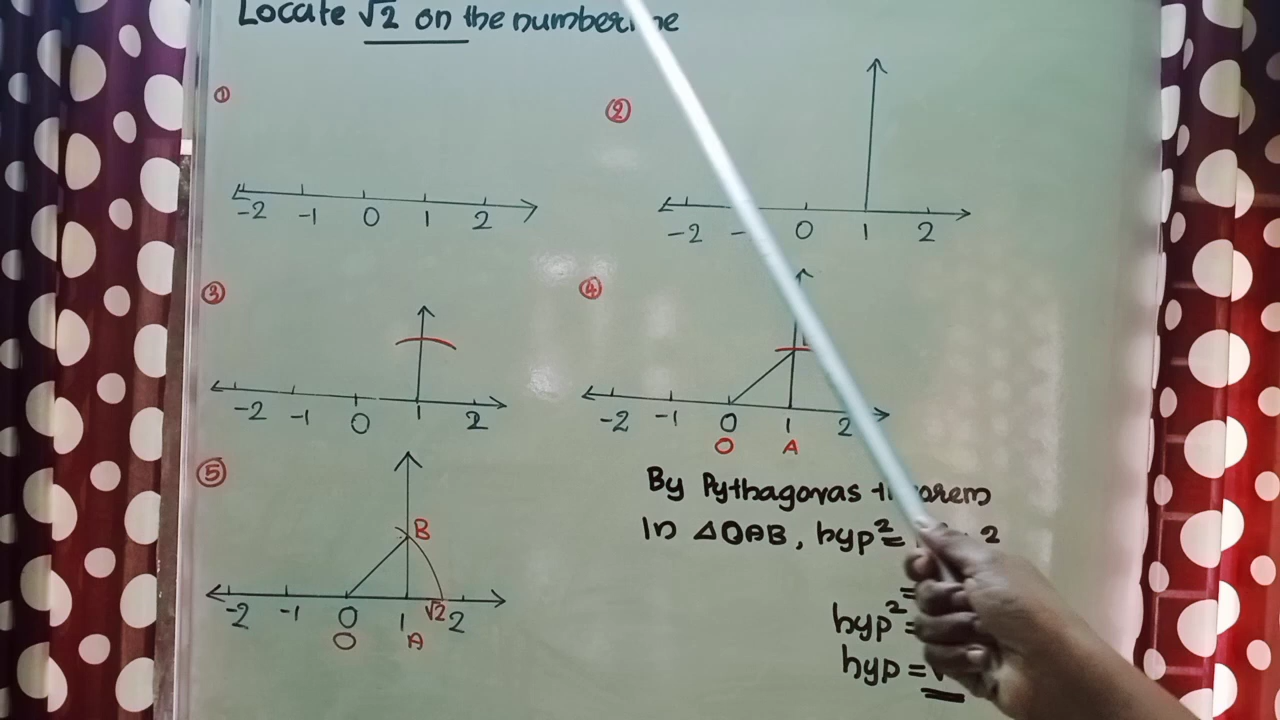 Locate √2 on the number
①
-2 -1 0 1 2
②
-2 0 1 2
③
-2 -1 0 1 2
④
-2 -1 0 1 2
O A
⑤
B
-2 -1 0 1 √2 2
O A
By Pythagoras
In △OAB, hyp²= 2
=
hyp²=
hyp =